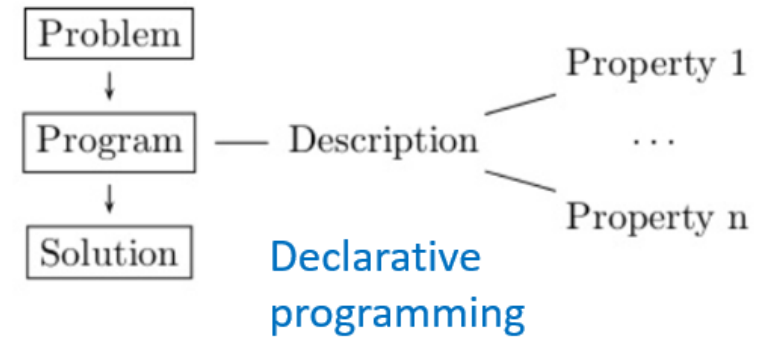 Problem
Property 1
Program
Description
...
Property n
Solution
Declarative
programming